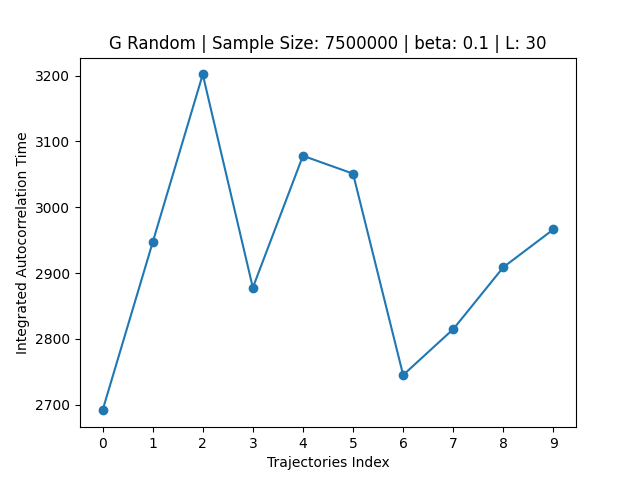 G Random | Sample Size: 7500000 | beta: 0.1 | L: 30
Integrated Autocorrelation Time
3200
3100
3000
2900
2800
2700
0 1 2 3 4 5 6 7 8 9
Trajectories Index